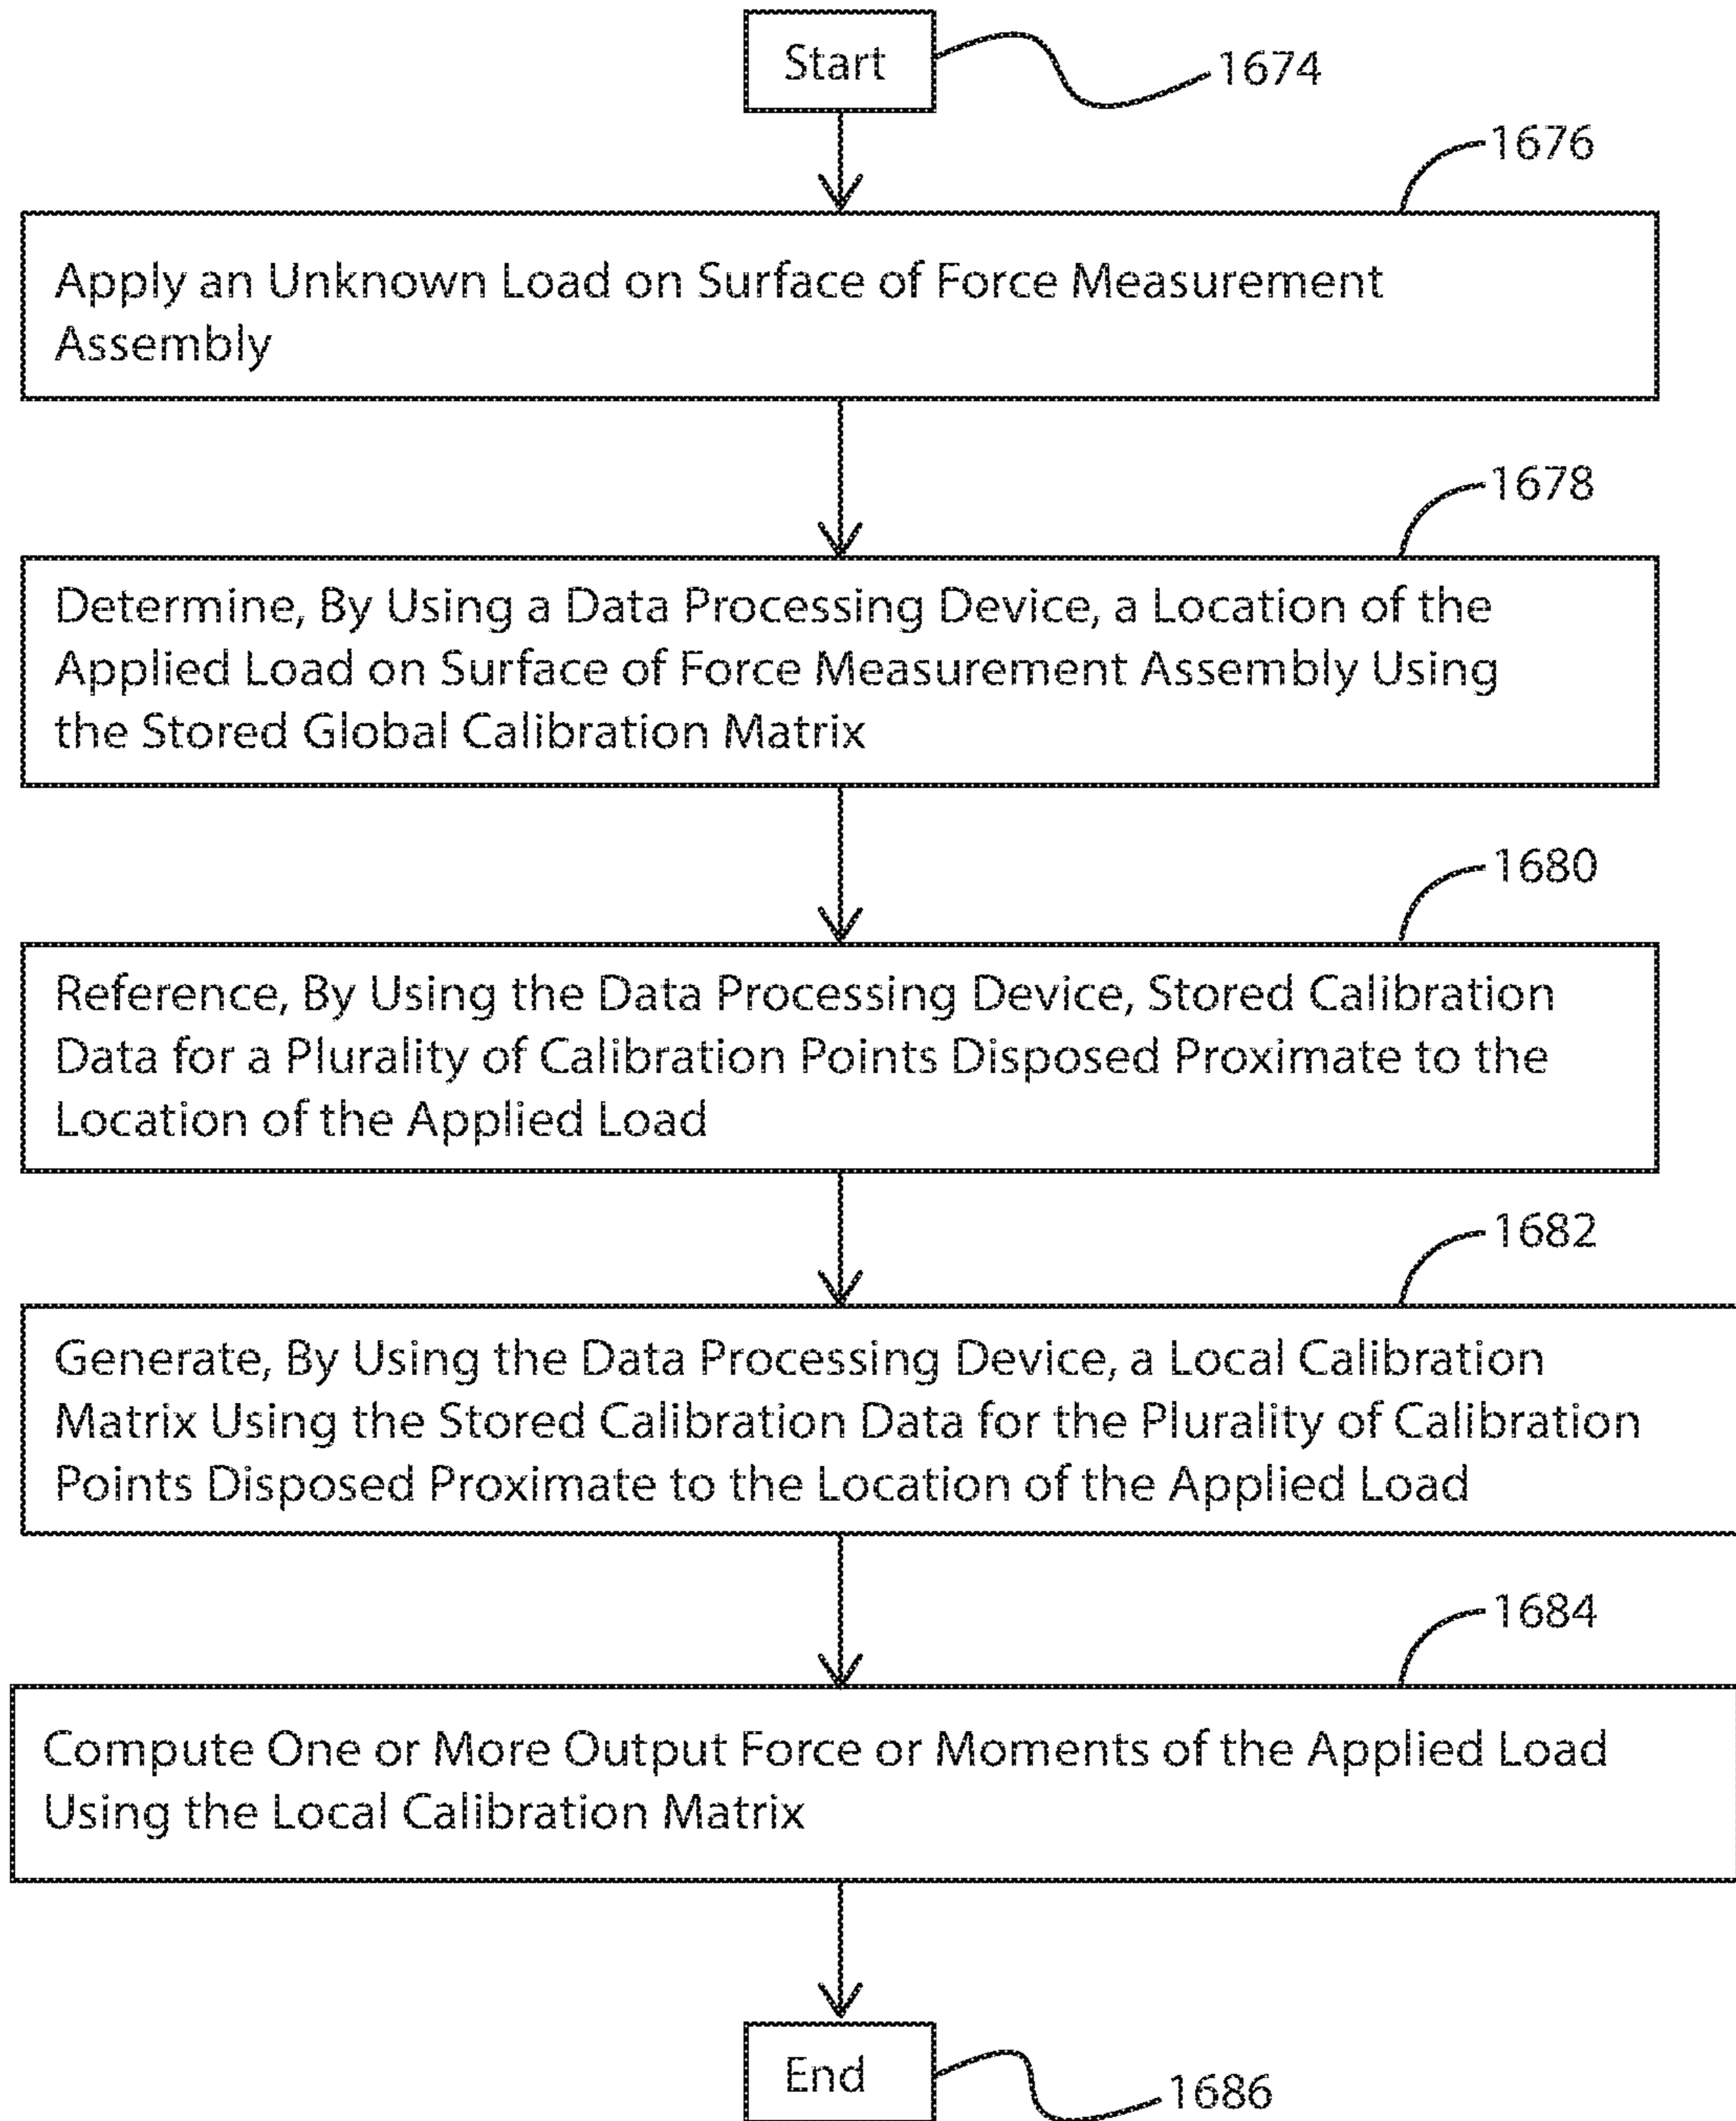 Start
1674
1676
Apply an Unknown Load on Surface of Force Measurement
Assembly
1678
Determine, By Using a Data Processing Device, a Location of the
Applied Load on Surface of Force Measurement Assembly Using
the Stored Global Calibration Matrix
1680
Reference, By Using the Data Processing Device, Stored Calibration
Data for a Plurality of Calibration Points Disposed Proximate to the
Location of the Applied Load
1682
Generate, By Using the Data Processing Device, a Local Calibration
Matrix Using the Stored Calibration Data for the Plurality of Calibration
Points Disposed Proximate to the Location of the Applied Load
1684
Compute One or More Output Force or Moments of the Applied Load
Using the Local Calibration Matrix
End
1686